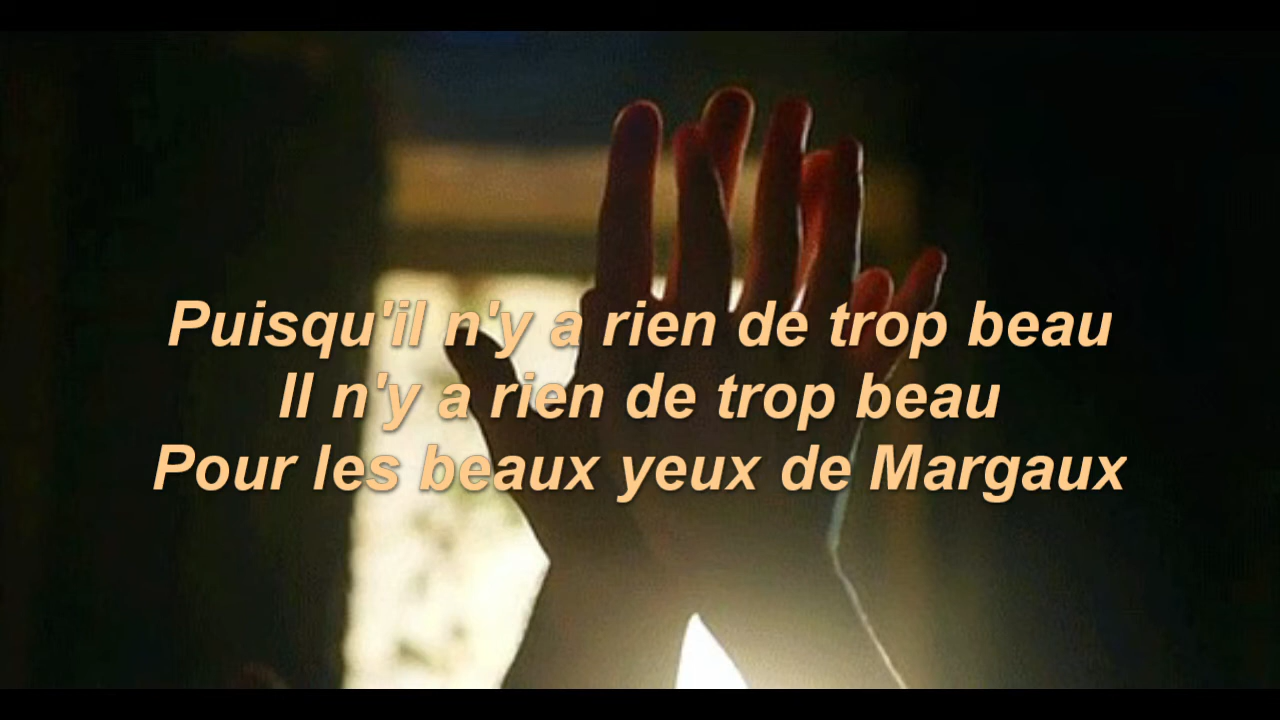 Puisqu'il n'y a rien de trop beau
Il n'y a rien de trop beau
Pour les beaux yeux de Margaux